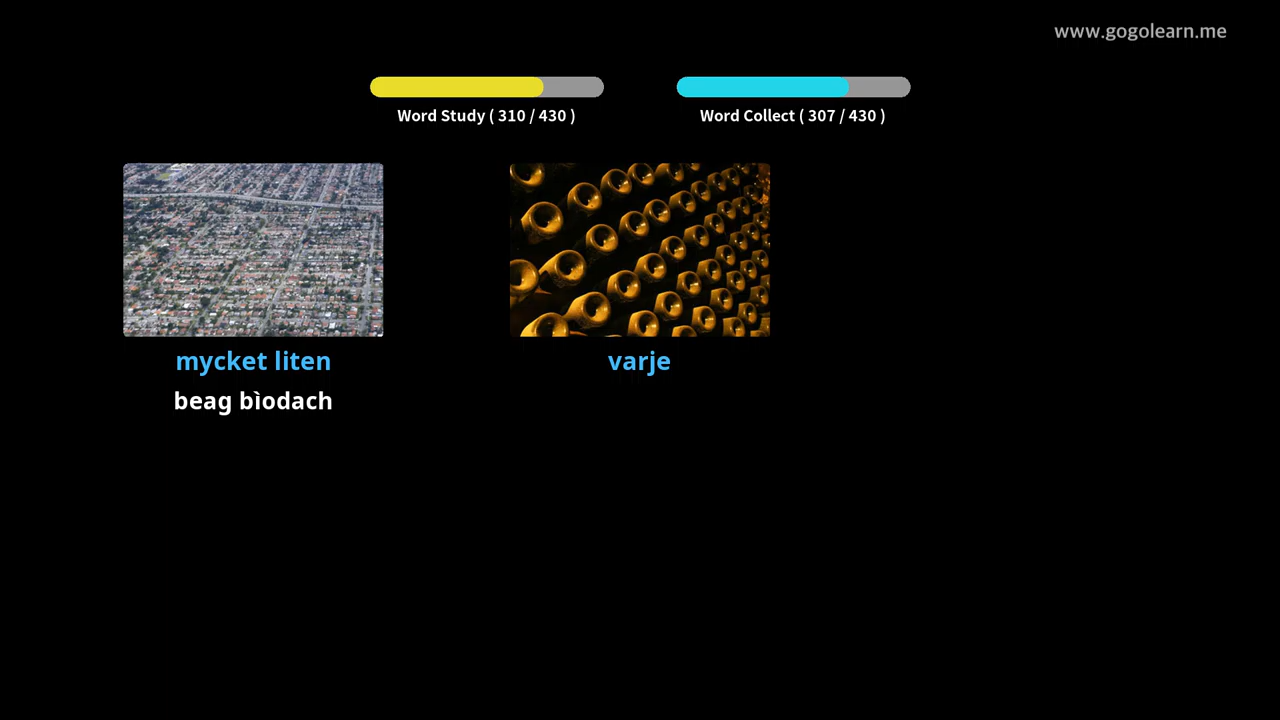 www.gogolearn.me
Word Study ( 310 / 430 )
Word Collect ( 307 / 430 )
mycket liten
varje
beag bìodach